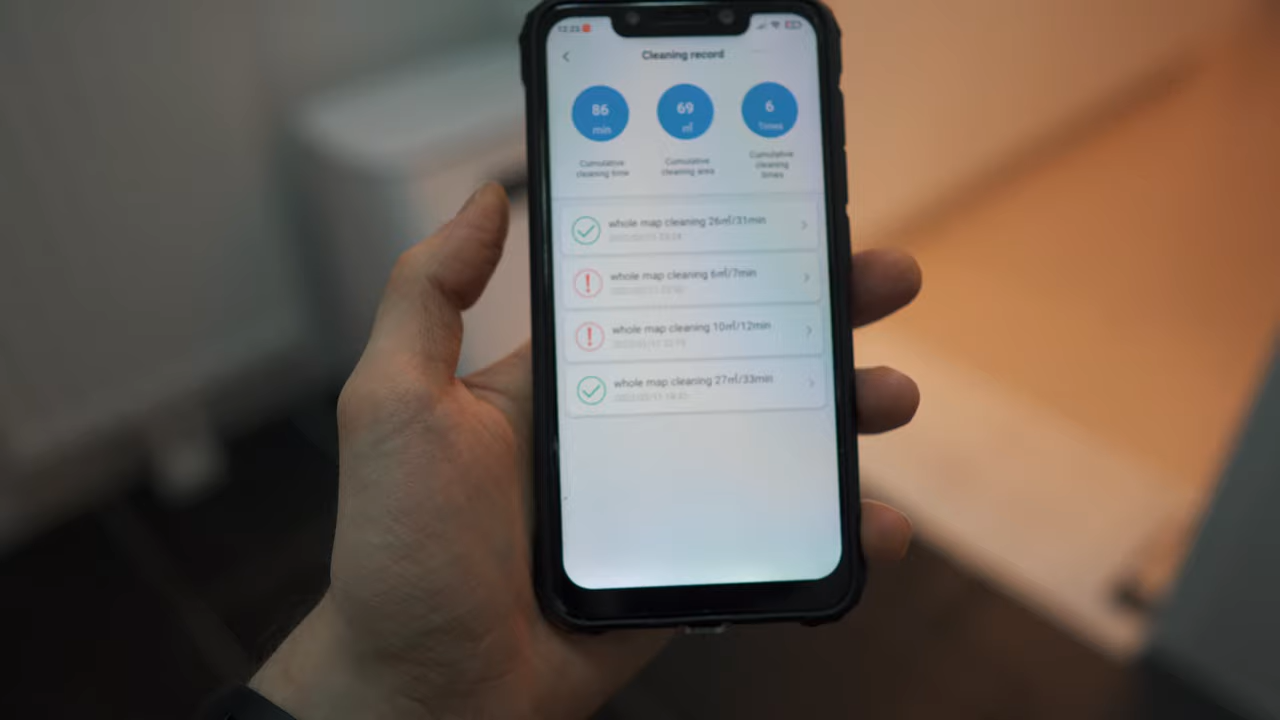 Cleaning record
86
min
69
㎡
6
Times
Cumulative
cleaning time
Cumulative
cleaning area
Cumulative
cleaning
times
whole map cleaning 26㎡/31min
whole map cleaning 6㎡/7min
whole map cleaning 10㎡/12min
whole map cleaning 27㎡/33min